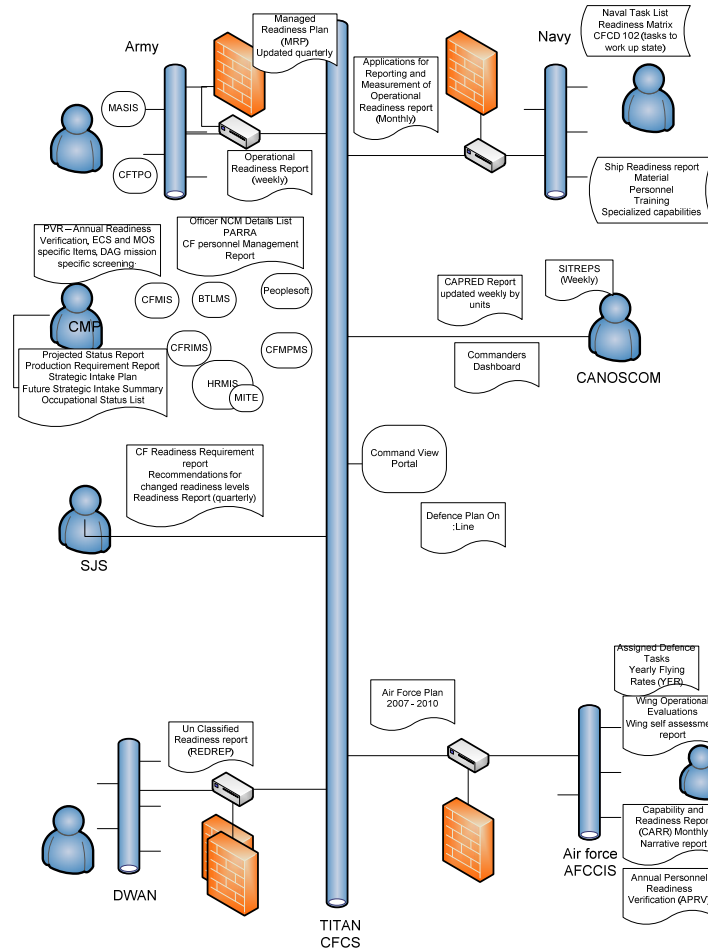 Army
Managed
Readiness Plan
(MRP)
Updated quarterly
Applications for
Reporting and
Measurement of
Operational
Readiness report
(Monthly)
Navy
Naval Task List
Readiness Matrix
CFCD 102 (tasks to
work up state)
MASIS
CFTPO
Operational
Readiness Report
(weekly)
Ship Readiness report
Material
Personnel
Training
Specialized capabilities
PVR – Annual Readiness
Verification, ECS and MOS
specific Items, DAG mission
specific screening
Officer NCM Details List
PARRA
CF personnel Management
Report
CFMIS
BTLMS
Peoplesoft
CMP
CFRIMS
CFMPMS
HRMIS
MITE
Projected Status Report
Production Requirement Report
Strategic Intake Plan
Future Strategic Intake Summary
Occupational Status List
CAPRED Report
updated weekly by
units
SITREPS
(Weekly)
Commanders
Dashboard
CANOSCOM
CF Readiness Requirement
report
Recommendations for
changed readiness levels
Readiness Report (quarterly)
SJS
Command View
Portal
Defence Plan On
:Line
Assigned Defence
Tasks
Yearly Flying
Rates (YFR)
Air Force Plan
2007 - 2010
Wing Operational
Evaluations
Wing self assessme
report
Un Classified
Readiness report
(REDREP)
Capability and
Readiness Repor
(CARR) Monthly
Narrative report
Air force
AFCCIS
Annual Personnel
Readiness
Verification (APRV)
DWAN
TITAN
CFCS